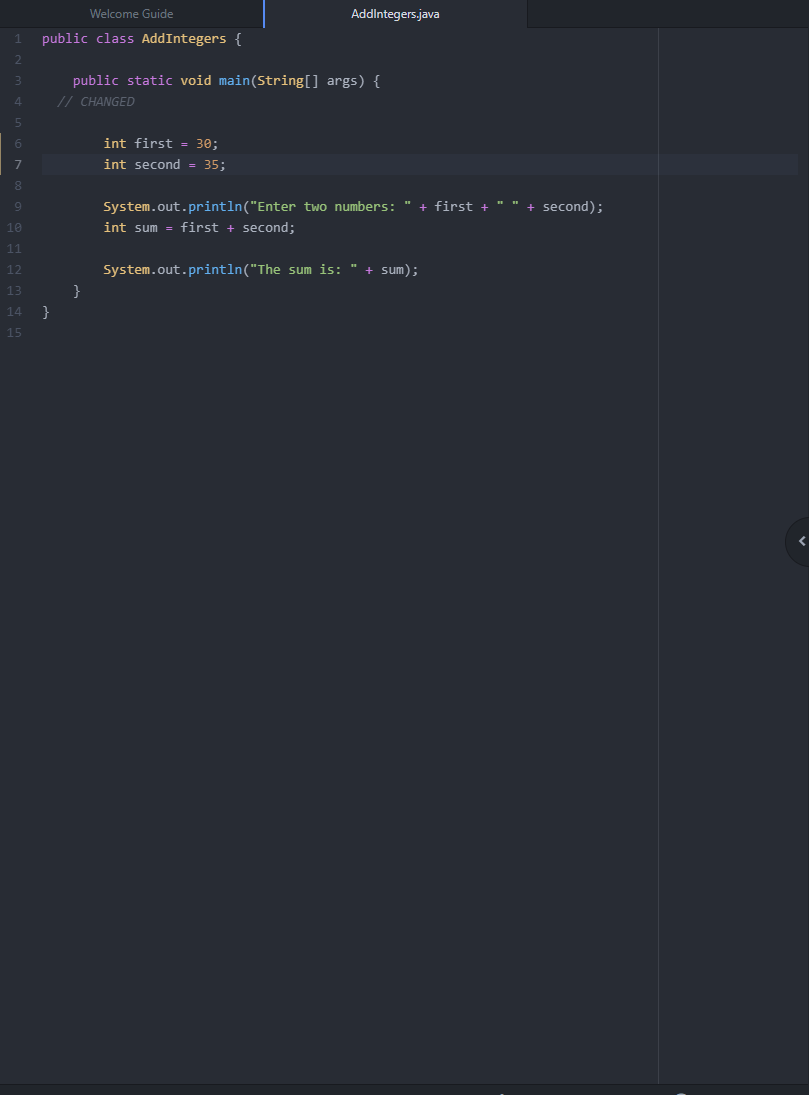 Welcome Guide
AddIntegers.java
1 public class AddIntegers {
2
3 public static void main(String[] args) {
4 // CHANGED
5
6 int first = 30;
7 int second = 35;
8
9 System.out.println("Enter two numbers: " + first + " " + second);
10 int sum = first + second;
11
12 System.out.println("The sum is: " + sum);
13 }
14 }
15